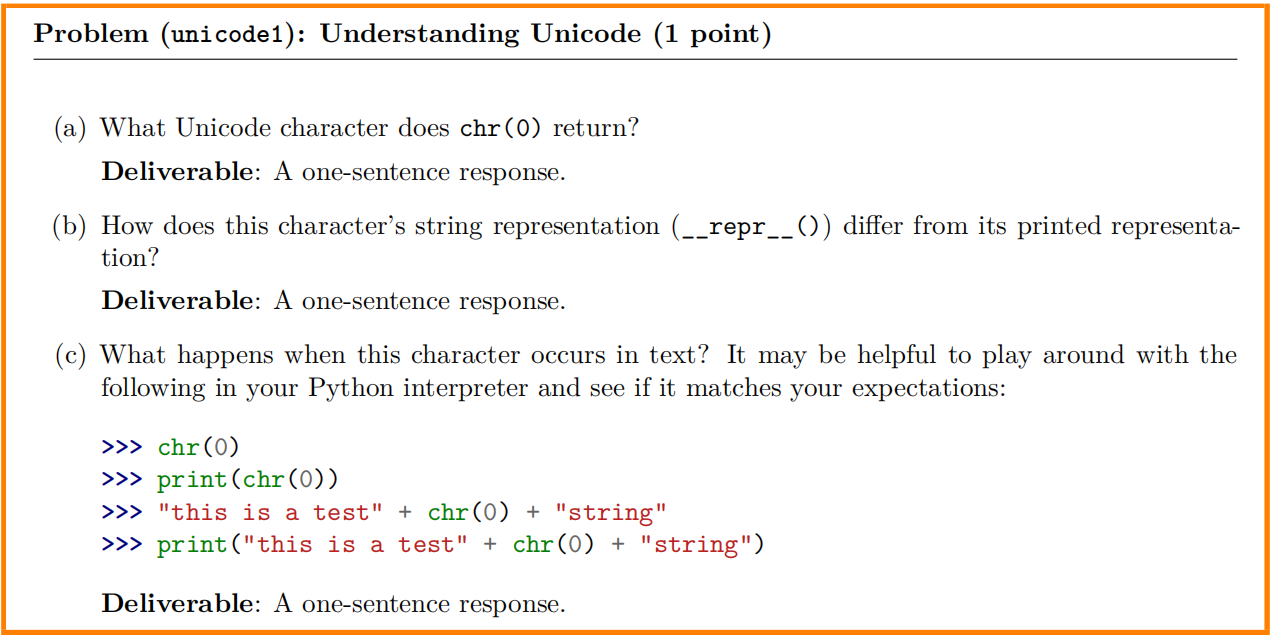 Problem (unicode1): Understanding Unicode (1 point)
(a) What Unicode character does chr(0) return?
Deliverable: A one-sentence response.
(b) How does this character's string representation (__repr__()) differ from its printed representa-
tion?
Deliverable: A one-sentence response.
(c) What happens when this character occurs in text? It may be helpful to play around with the
following in your Python interpreter and see if it matches your expectations:
>>> chr(0)
>>> print(chr(0))
>>> "this is a test" + chr(0) + "string"
>>> print("this is a test" + chr(0) + "string")
Deliverable: A one-sentence response.